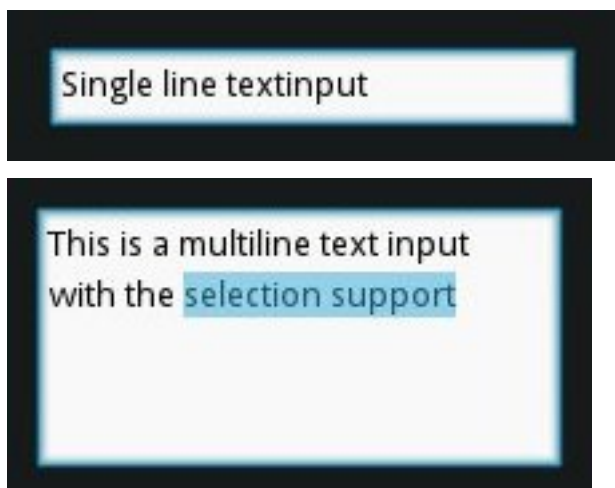 Single line textinput
This is a multiline text input
with the selection support